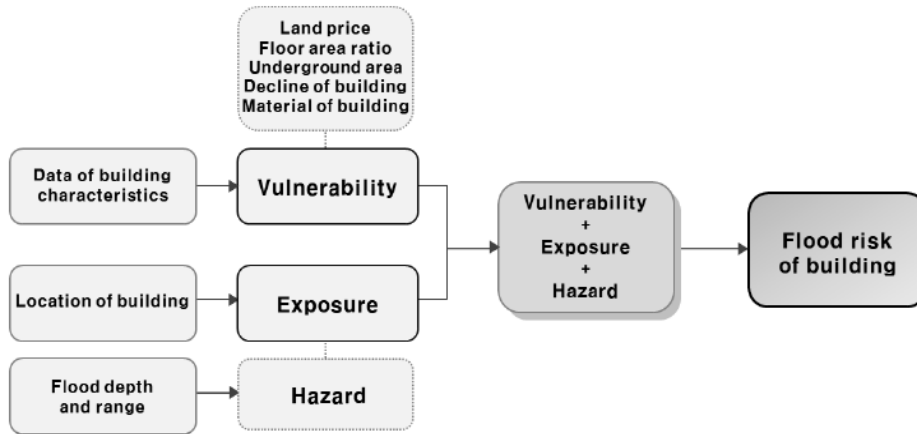 Land price
Floor area ratio
Underground area
Decline of building
Material of building
Data of building
characteristics
Vulnerability
Vulnerability
+
Exposure
+
Hazard
Flood risk
of building
Location of building
Exposure
Flood depth
and range
Hazard